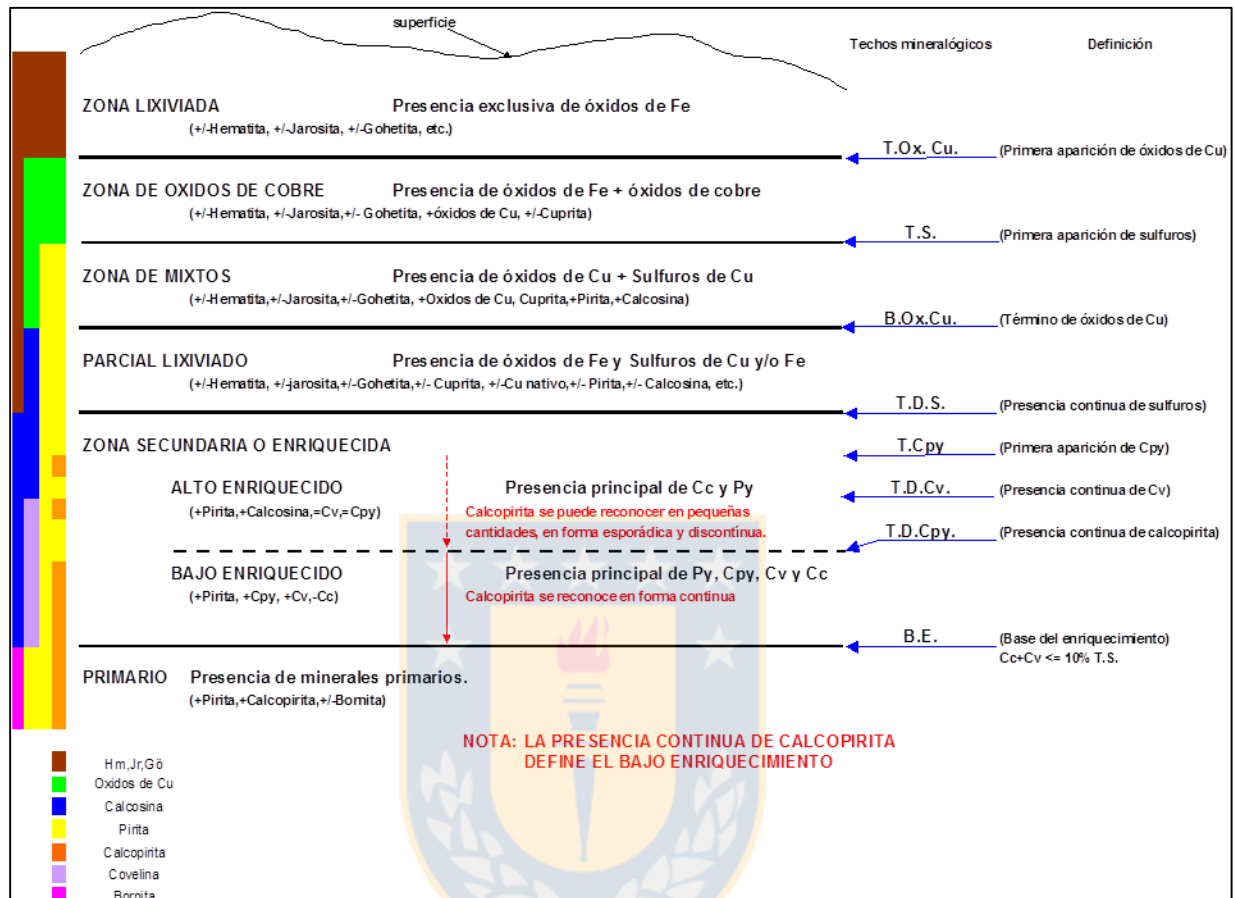 superficie
Techos mineralógicos
Definición
ZONA LIXIVIADA
Presencia exclusiva de óxidos de Fe
(+/-Hematita, +/-Jarosita, +/-Gohetita, etc.)
T.Ox. Cu.
(Primera aparición de óxidos de Cu)
ZONA DE OXIDOS DE COBRE
Presencia de óxidos de Fe + óxidos de cobre
(+/-Hematita, +/-Jarosita,+/- Gohetita, +óxidos de Cu, +/-Cuprita)
T.S.
(Primera aparición de sulfuros)
ZONA DE MIXTOS
Presencia de óxidos de Cu + Sulfuros de Cu
(+/-Hematita,+/-Jarosita,+/-Gohetita, +Oxidos de Cu, Cuprita,+Pirita,+Calcosina)
B.Ox.Cu.
(Término de óxidos de Cu)
PARCIAL LIXIVIADO
Presencia de óxidos de Fe y Sulfuros de Cu y/o Fe
(+/-Hematita, +/-jarosita,+/-Gohetita,+/- Cuprita, +/-Cu nativo,+/- Pirita,+/- Calcosina, etc.)
T.D.S.
(Presencia continua de sulfuros)
ZONA SECUNDARIA O ENRIQUECIDA
T.Cpy
(Primera aparición de Cpy)
ALTO ENRIQUECIDO
Presencia principal de Cc y Py
T.D.Cv.
(Presencia continua de Cv)
(+Pirita,+Calcosina,=Cv,=Cpy)
Calcopirita se puede reconocer en pequeñas
cantidades, en forma esporádica y discontínua.
T.D.Cpy.
(Presencia continua de calcopirita)
BAJO ENRIQUECIDO
Presencia principal de Py, Cpy, Cv y Cc
(+Pirita, +Cpy, +Cv,-Cc)
Calcopirita se reconoce en forma continua
B.E.
(Base del enriquecimiento)
Cc+Cv <= 10% T.S.
PRIMARIO
Presencia de minerales primarios.
(+Pirita,+Calcopirita,+/-Bornita)
NOTA: LA PRESENCIA CONTINUA DE CALCOPIRITA
DEFINE EL BAJO ENRIQUECIMIENTO
Hm,Jr,Gö
Oxidos de Cu
Calcosina
Pirita
Calcopirita
Covelina
Bornita